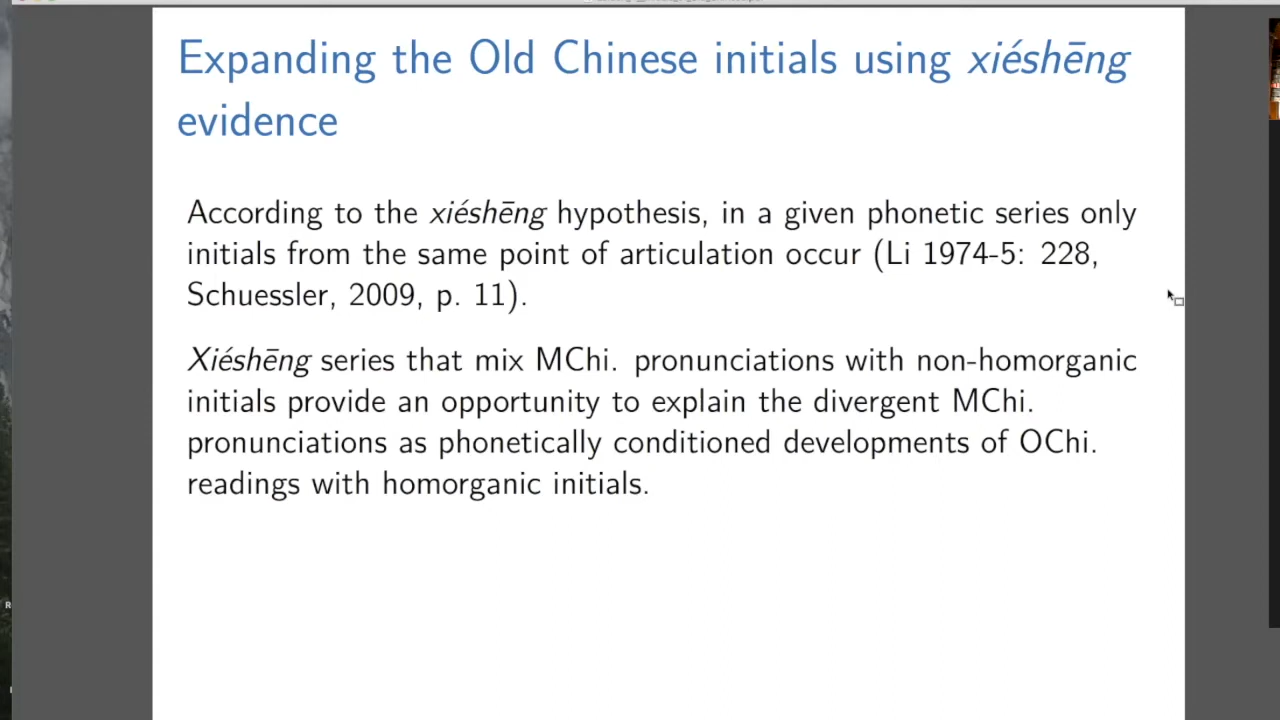 Expanding the Old Chinese initials using xiéshēng
evidence
According to the xiéshēng hypothesis, in a given phonetic series only
initials from the same point of articulation occur (Li 1974-5: 228,
Schuessler, 2009, p. 11).
Xiéshēng series that mix MChi. pronunciations with non-homorganic
initials provide an opportunity to explain the divergent MChi.
pronunciations as phonetically conditioned developments of OChi.
readings with homorganic initials.